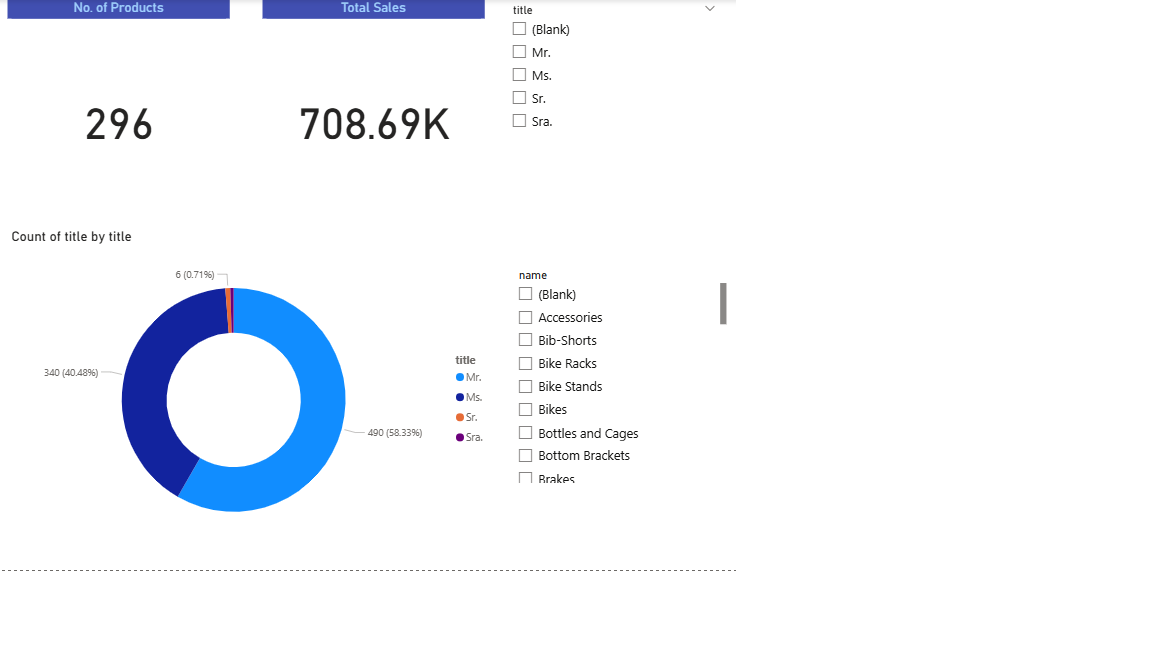 No. of Products
Total Sales
296
708.69K
title
(Blank)
Mr.
Ms.
Sr.
Sra.
Count of title by title
6 (0.71%)
340 (40.48%)
490 (58.33%)
title
Mr.
Ms.
Sr.
Sra.
name
(Blank)
Accessories
Bib-Shorts
Bike Racks
Bike Stands
Bikes
Bottles and Cages
Bottom Brackets
Brakes